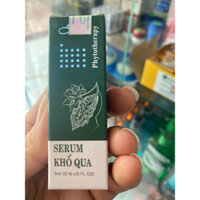 Phytotherapy
SERUM
KHỔ QUA
5ml (0.16 US FL OZ)